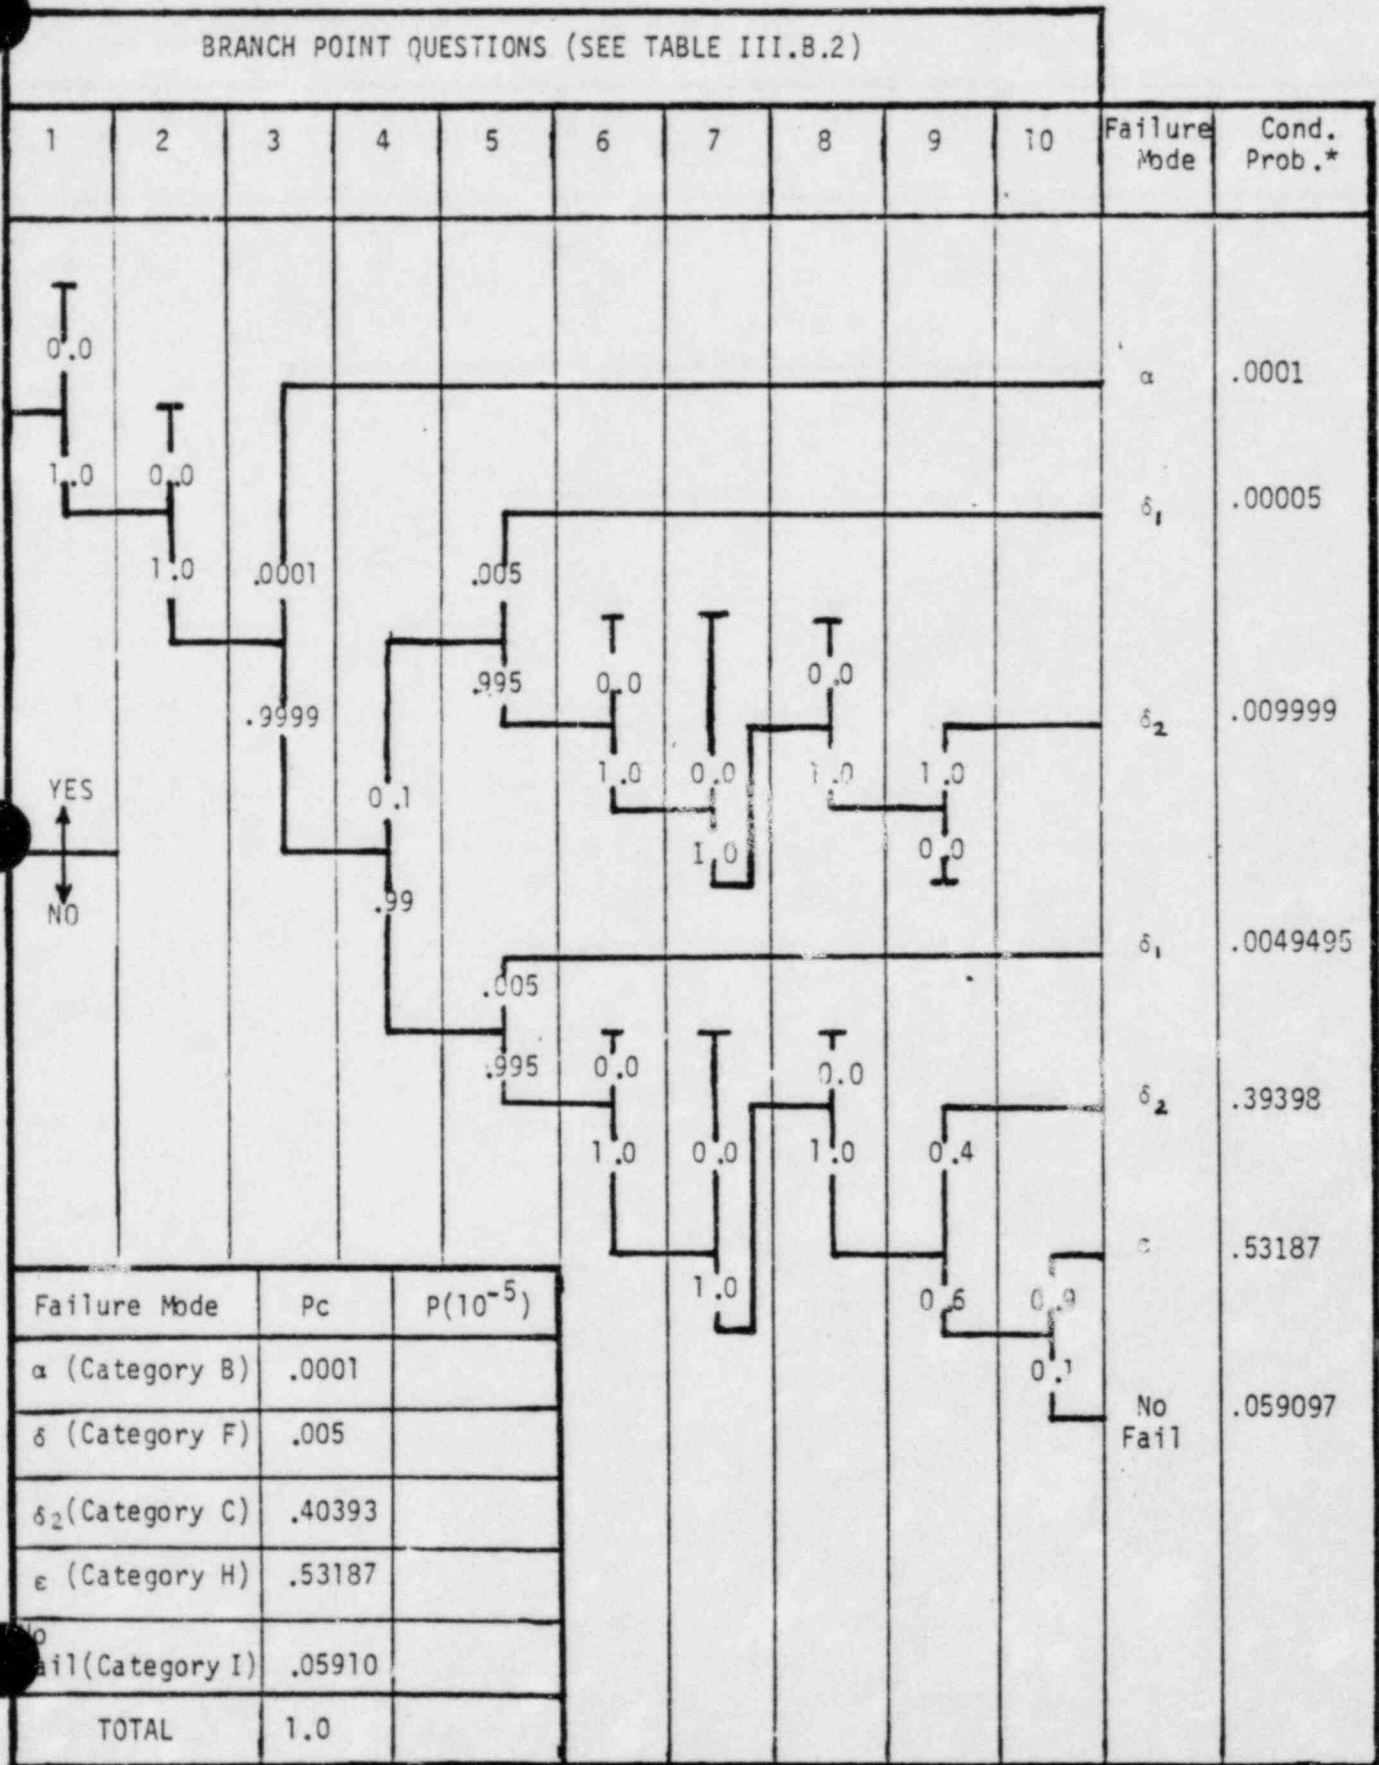 BRANCH POINT QUESTIONS (SEE TABLE III.B.2)
1 2 3 4 5 6 7 8 9 10 Failure Mode Cond. Prob.*
0.0
α .0001
1.0 0.0
δ₁ .00005
1.0 .0001 .005
.995 0.0 0.0
.9999 δ₂ .009999
1.0 0.0 1.0 1.0
YES
0.1
1.0 0.0
.99
NO
δ₁ .0049495
.005
.995 0.0 0.0
δ₂ .39398
1.0 0.0 1.0 0.4
.53187
1.0 0.6 0.9
0.1
No Fail .059097
Failure Mode Pc P(10⁻⁵)
α (Category B) .0001
δ (Category F) .005
δ₂(Category C) .40393
ε (Category H) .53187
(Category I) .05910
TOTAL 1.0